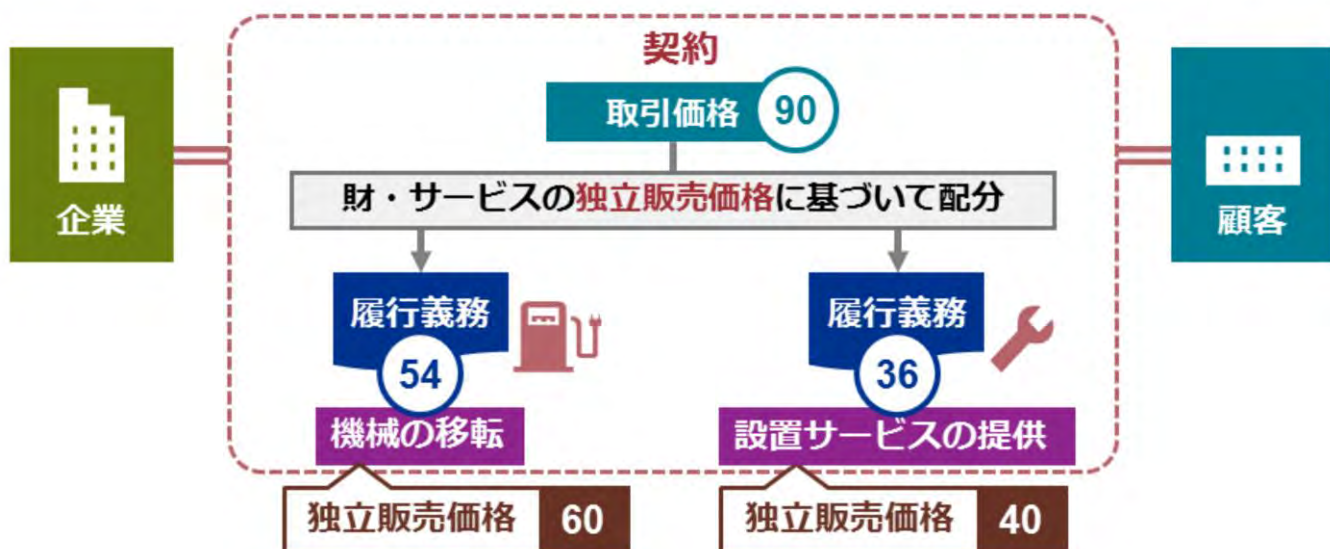 契約
取引価格 90
企業
顧客
財・サービスの独立販売価格に基づいて配分
履行義務
54
機械の移転
独立販売価格 60
履行義務
36
設置サービスの提供
独立販売価格 40